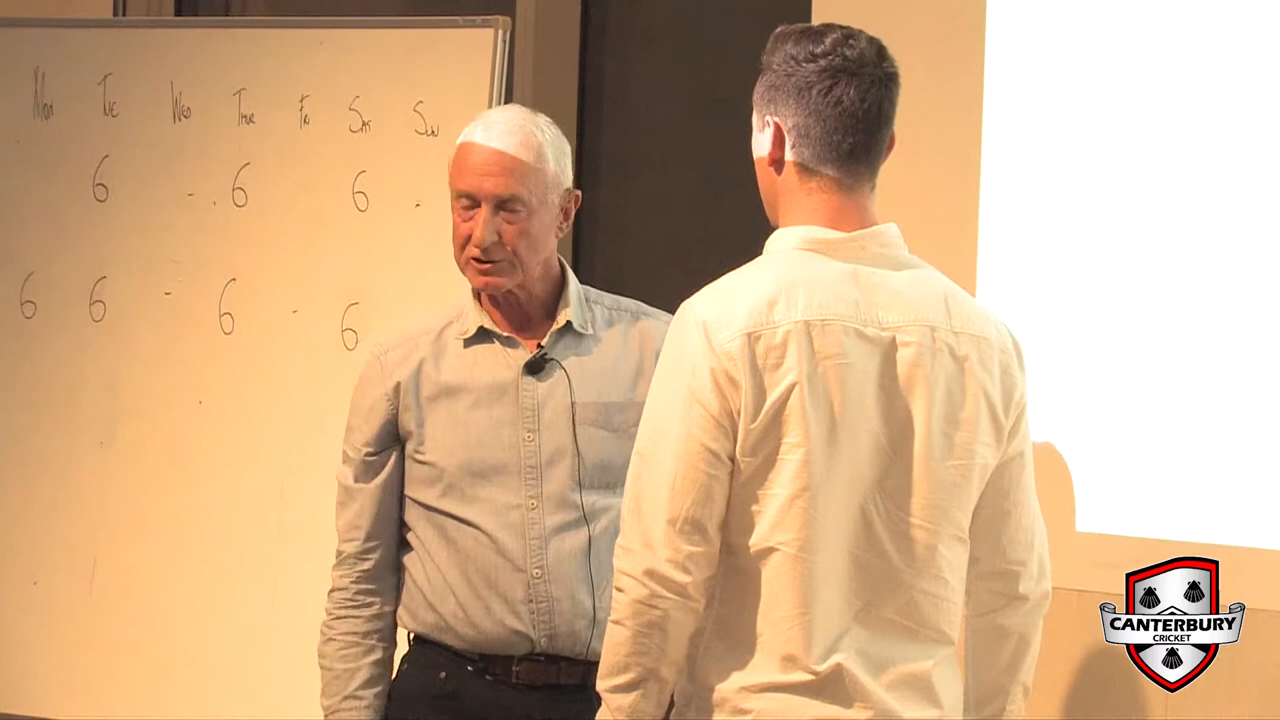 Mon Tue Wed Thur Fri Sat Sun
6 - . 6 6 -
6 6 - 6 - 6
CANTERBURY
CRICKET